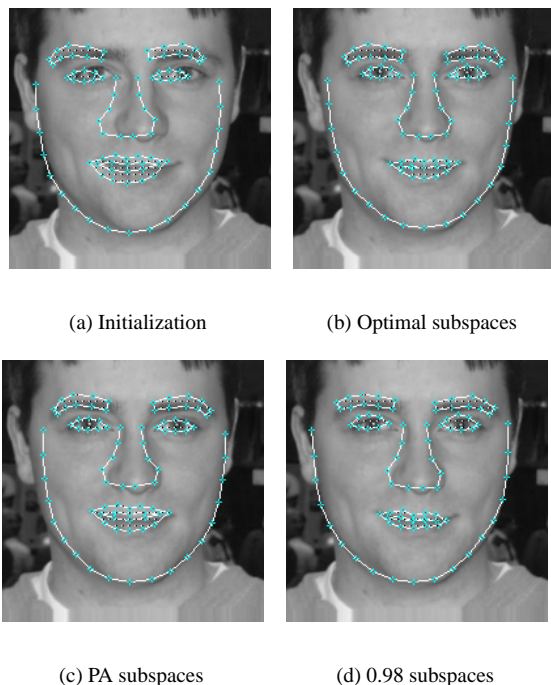 (a) Initialization
(b) Optimal subspaces
(c) PA subspaces
(d) 0.98 subspaces